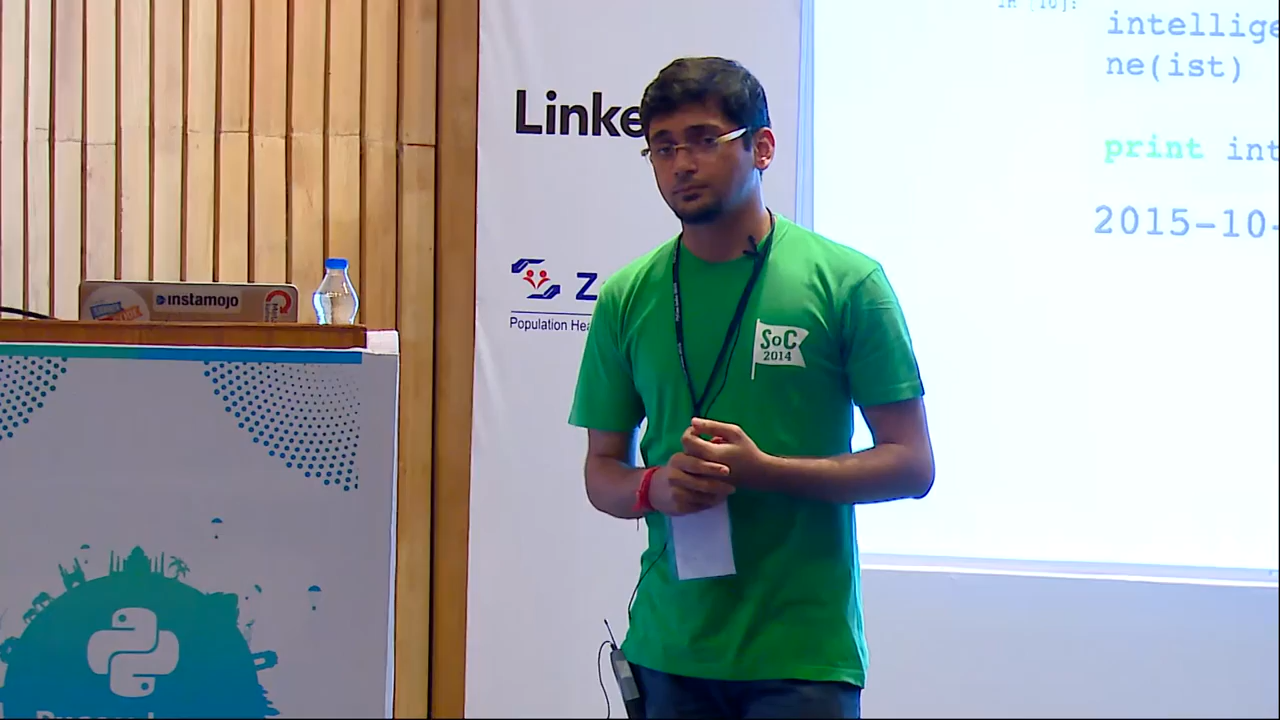 intellige
ne(ist)
print int
2015-10-
Linke
Z
Population Hea
instamojo
SoC
2014